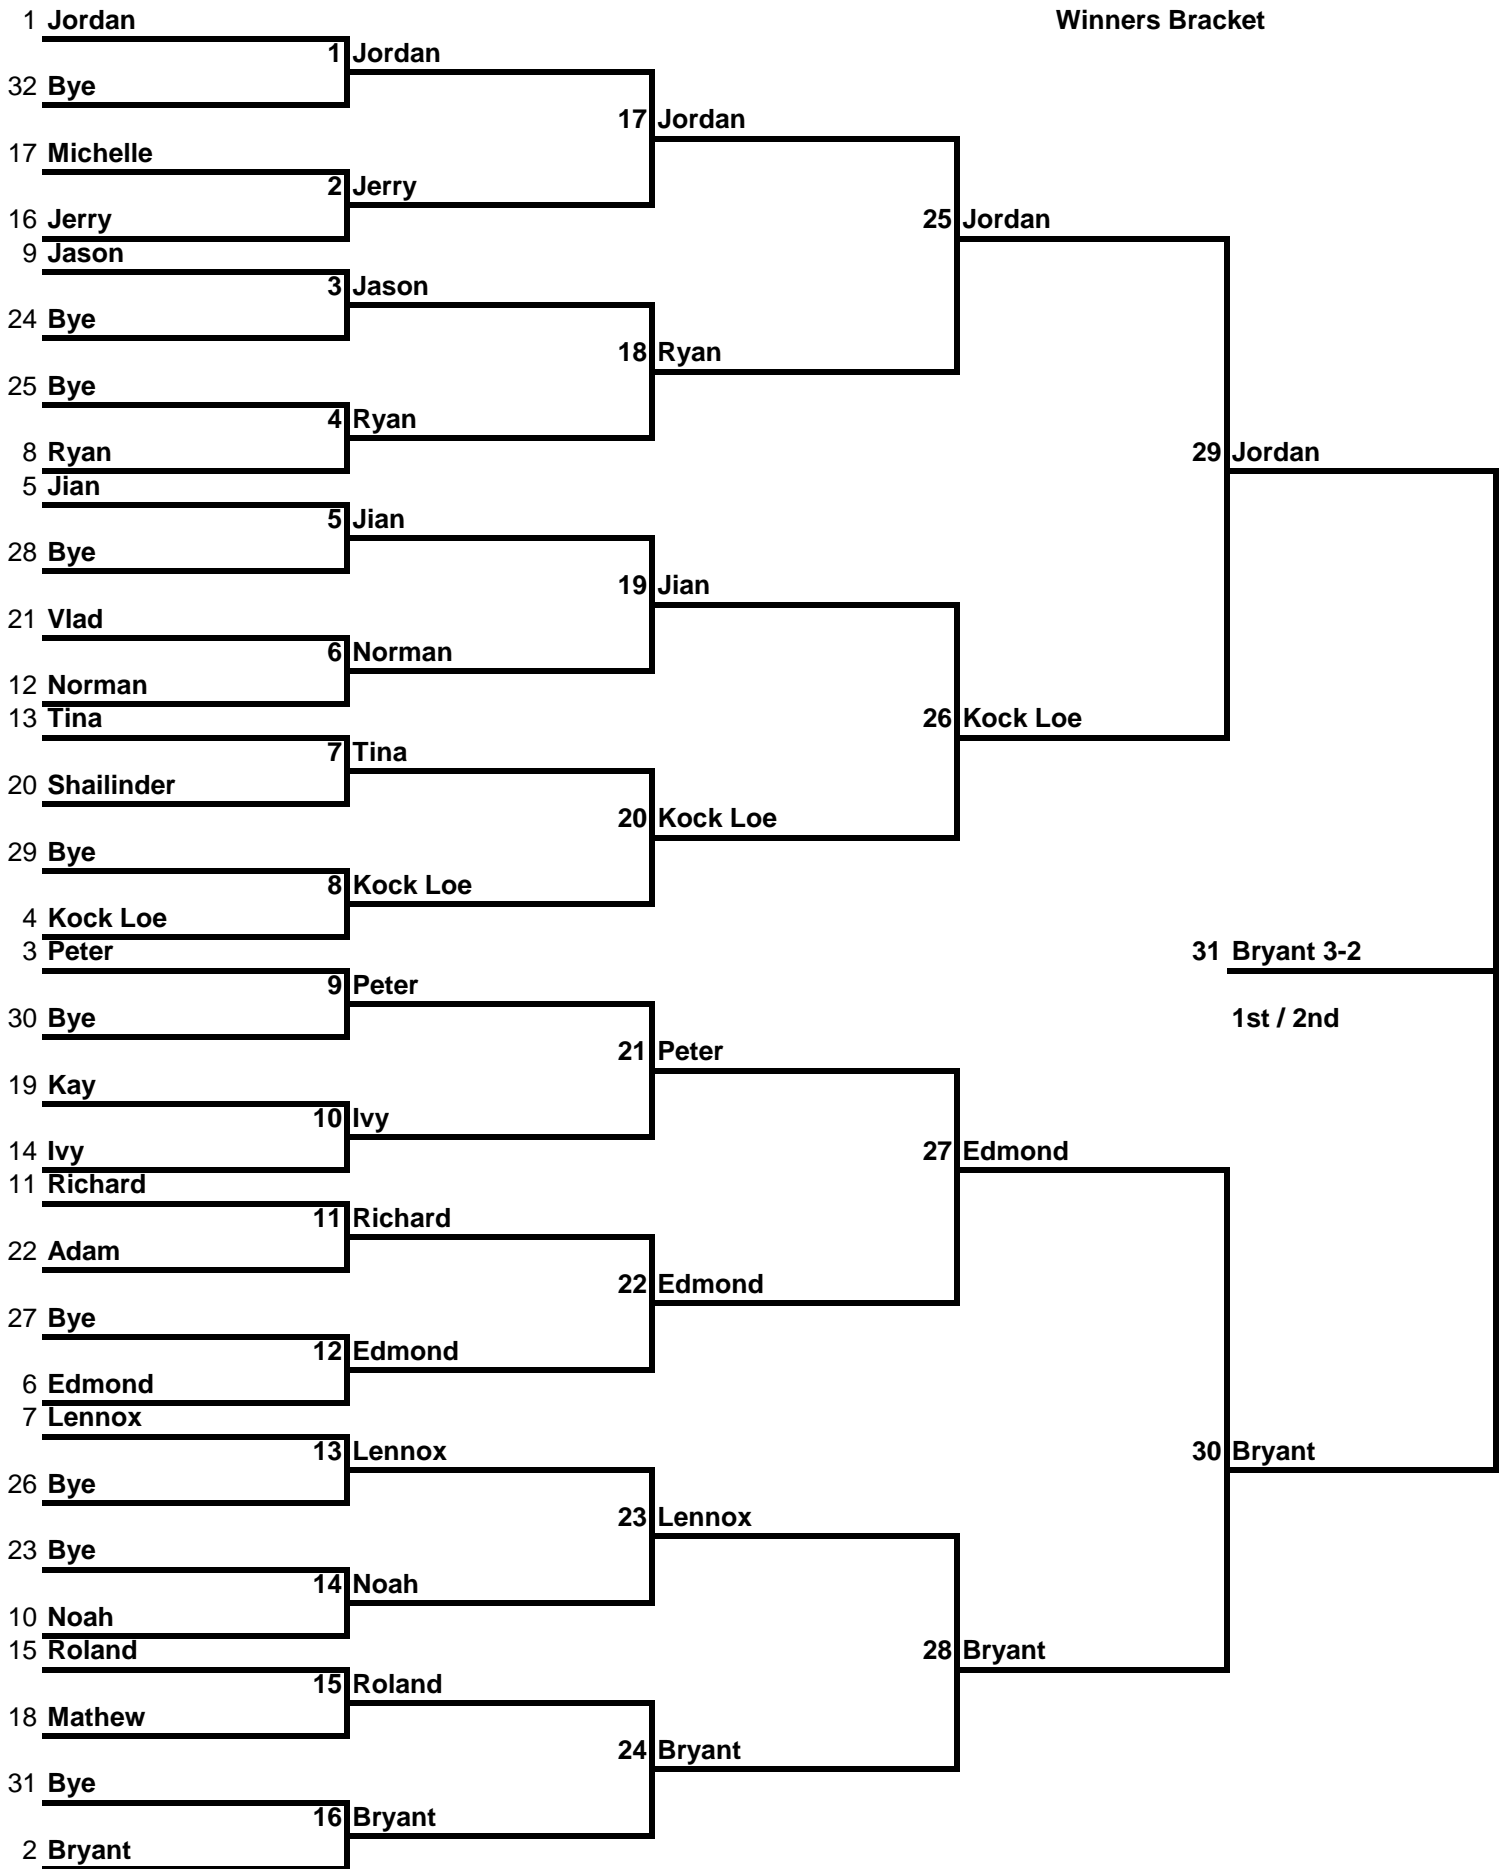 1 Jordan
Winners Bracket
1 Jordan
32 Bye
17 Jordan
17 Michelle
2 Jerry
16 Jerry
25 Jordan
9 Jason
3 Jason
24 Bye
18 Ryan
25 Bye
4 Ryan
8 Ryan
29 Jordan
5 Jian
5 Jian
28 Bye
19 Jian
21 Vlad
6 Norman
12 Norman
13 Tina
26 Kock Loe
7 Tina
20 Shailinder
20 Kock Loe
29 Bye
8 Kock Loe
4 Kock Loe
3 Peter
31 Bryant 3-2
9 Peter
30 Bye
1st / 2nd
21 Peter
19 Kay
10 Ivy
14 Ivy
27 Edmond
11 Richard
11 Richard
22 Adam
22 Edmond
27 Bye
12 Edmond
6 Edmond
7 Lennox
13 Lennox
30 Bryant
26 Bye
23 Lennox
23 Bye
14 Noah
10 Noah
15 Roland
28 Bryant
15 Roland
18 Mathew
24 Bryant
31 Bye
16 Bryant
2 Bryant